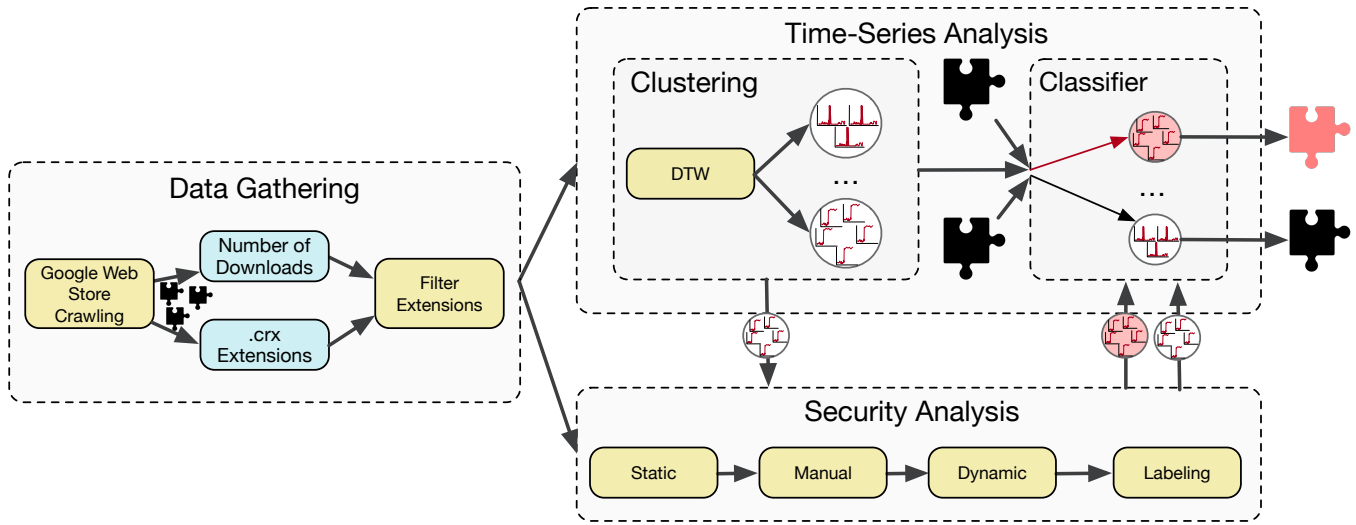 Time-Series Analysis
Clustering
Classifier
DTW
...
...
Data Gathering
Google Web
Store
Crawling
Number of
Downloads
.crx
Extensions
Filter
Extensions
Security Analysis
Static
Manual
Dynamic
Labeling